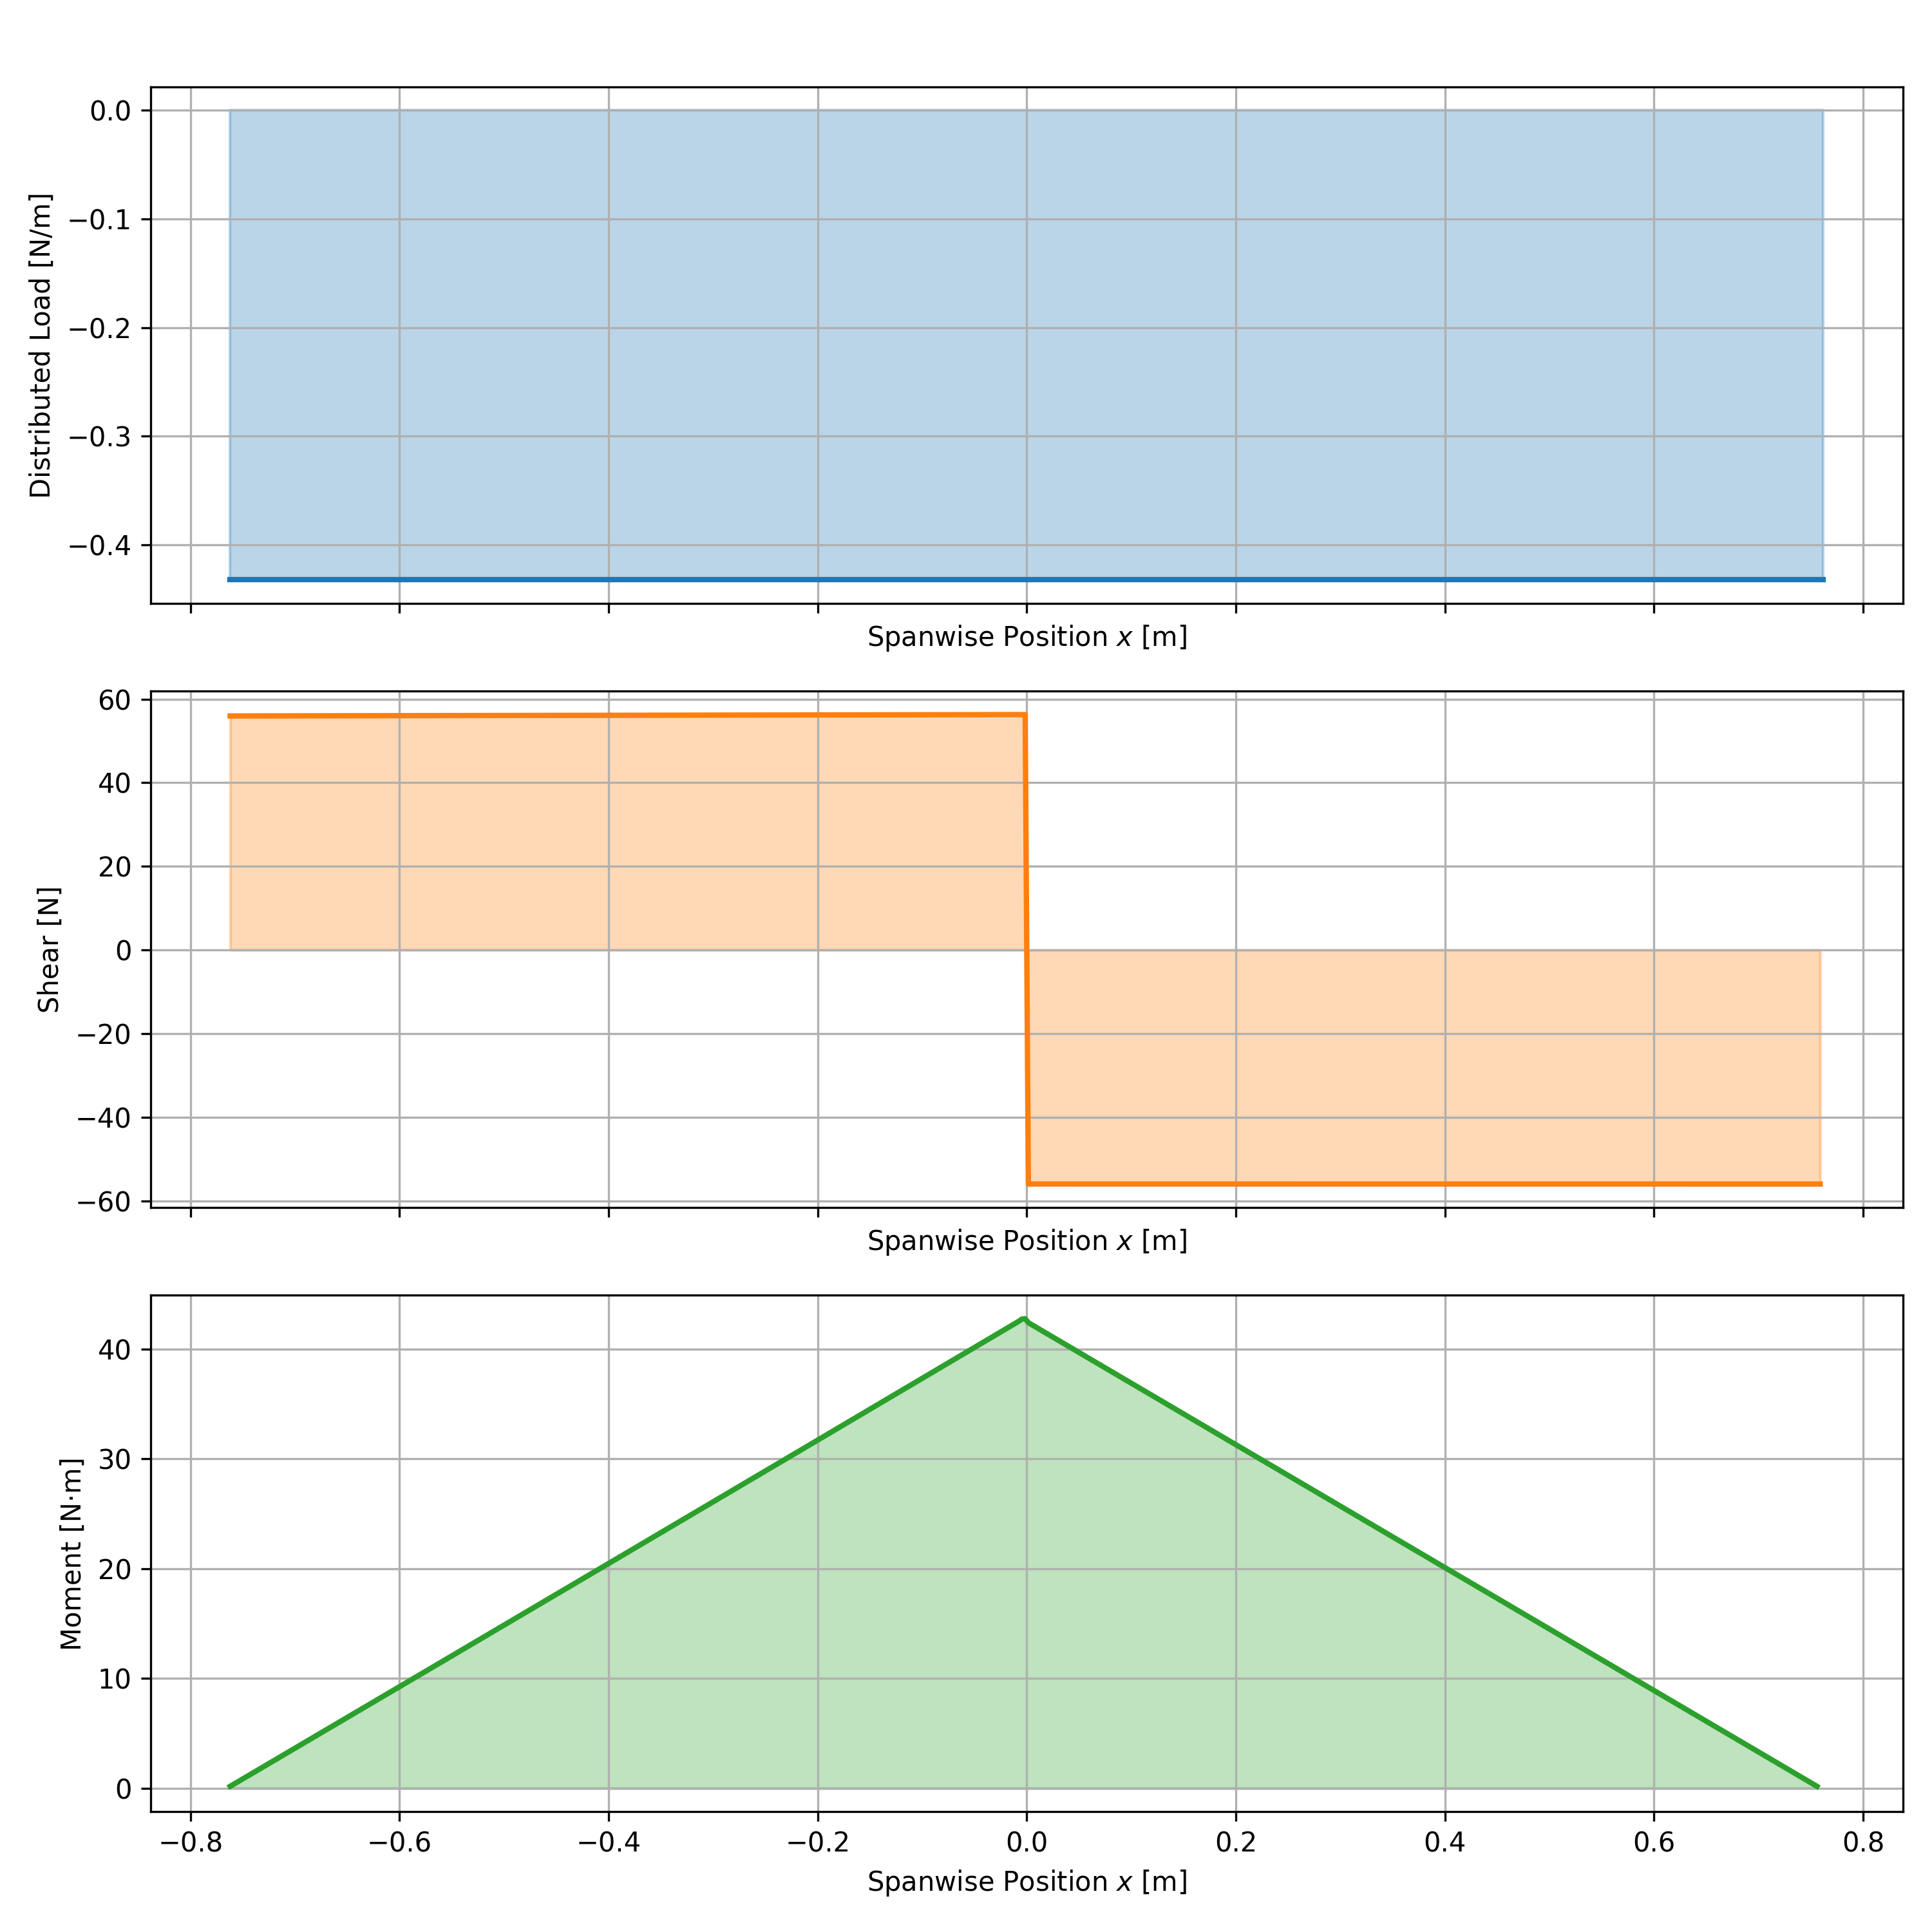 0.0
−0.1
−0.2
−0.3
−0.4
Distributed Load [N/m]
Spanwise Position x [m]
60
40
20
0
−20
−40
−60
Shear [N]
Spanwise Position x [m]
40
30
20
10
0
Moment [N·m]
−0.8 −0.6 −0.4 −0.2 0.0 0.2 0.4 0.6 0.8
Spanwise Position x [m]